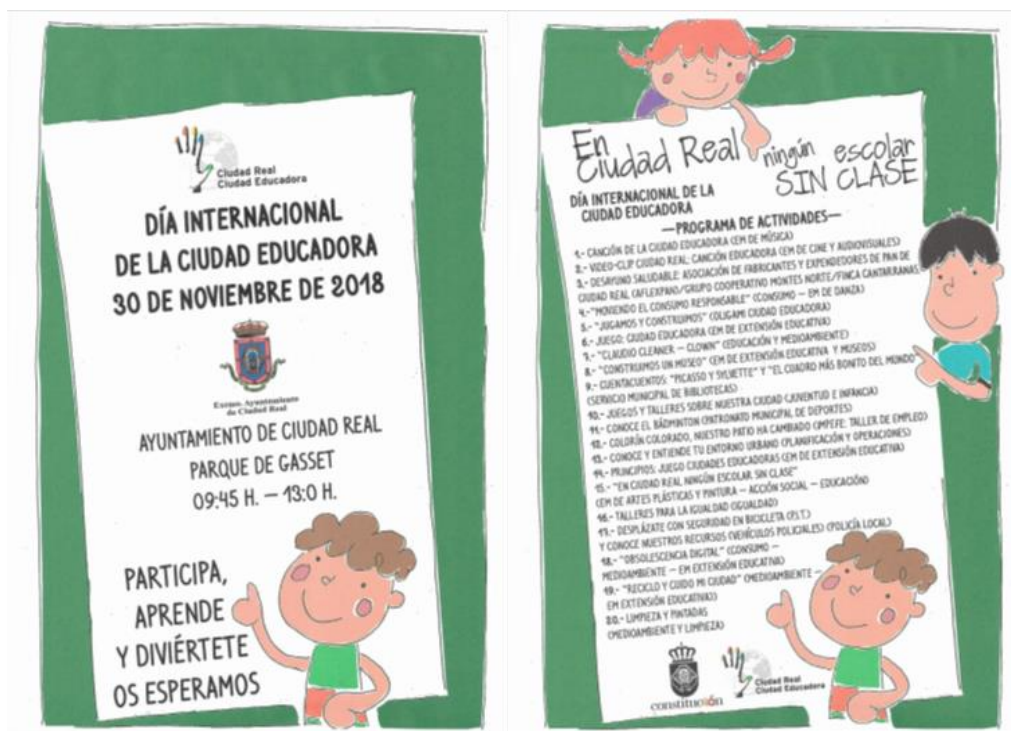 Ciudad Real
Ciudad Educadora
DÍA INTERNACIONAL
DE LA CIUDAD EDUCADORA
30 DE NOVIEMBRE DE 2018
Excmo. Ayuntamiento
de Ciudad Real
AYUNTAMIENTO DE CIUDAD REAL
PARQUE DE GASSET
09:45 H. – 13:0 H.
PARTICIPA,
APRENDE
Y DIVIÉRTETE
OS ESPERAMOS
En
Ciudad Real ningún escolar
SIN CLASE
DÍA INTERNACIONAL DE LA
CIUDAD EDUCADORA
—PROGRAMA DE ACTIVIDADES—
1.- CANCIÓN DE LA CIUDAD EDUCADORA (EM DE MÚSICA)
2.- VIDEO-CLIP CIUDAD REAL: CANCIÓN EDUCADORA (EM DE CINE Y AUDIOVISUALES)
3.- DESAYUNO SALUDABLE: ASOCIACIÓN DE FABRICANTES Y EXPENDEDORES DE PAN DE
CIUDAD REAL (AFLEXPAN)/GRUPO COOPERATIVO MONTES NORTE/FINCA CANTARRANAS)
4.- "MOVIENDO EL CONSUMO RESPONSABLE" (CONSUMO – EM DE DANZA)
5.- "JUGAMOS Y CONSTRUIMOS" (OLIGAMI CIUDAD EDUCADORA)
6.- JUEGO: CIUDAD EDUCADORA (EM DE EXTENSIÓN EDUCATIVA)
7.- "CLAUDIO CLEANER – CLOWN" (EDUCACIÓN Y MEDIOAMBIENTE)
8.- "CONSTRUIMOS UN MUSEO" (EM DE EXTENSIÓN EDUCATIVA Y MUSEOS)
9.- CUENTACUENTOS: "PICASSO Y SYLVETTE" Y "EL CUADRO MÁS BONITO DEL MUNDO"
(SERVICIO MUNICIPAL DE BIBLIOTECAS)
10.- JUEGOS Y TALLERES SOBRE NUESTRA CIUDAD (JUVENTUD E INFANCIA)
11.- CONOCE EL BÁDMINTON (PATRONATO MUNICIPAL DE DEPORTES)
12.- COLORÍN COLORADO, NUESTRO PATIO HA CAMBIADO (IMPEFE: TALLER DE EMPLEO)
13.- CONOCE Y ENTIENDE TU ENTORNO URBANO (PLANIFICACIÓN Y OPERACIONES)
14.- PRINCIPIOS: JUEGO CIUDADES EDUCADORAS (EM DE EXTENSIÓN EDUCATIVA)
15.- "EN CIUDAD REAL NINGÚN ESCOLAR SIN CLASE"
(EM DE ARTES PLÁSTICAS Y PINTURA – ACCIÓN SOCIAL – EDUCACIÓN)
16.- TALLERES PARA LA IGUALDAD (IGUALDAD)
17.- DESPLÁZATE CON SEGURIDAD EN BICICLETA (P.I.T.)
Y CONOCE NUESTROS RECURSOS (VEHÍCULOS POLICIALES) (POLICÍA LOCAL)
18.- "OBSOLESCENCIA DIGITAL" (CONSUMO –
MEDIOAMBIENTE – EM EXTENSIÓN EDUCATIVA)
19.- "RECICLO Y CUIDO MI CIUDAD" (MEDIOAMBIENTE –
EM EXTENSIÓN EDUCATIVA))
20.- LIMPIEZA Y PINTADAS
(MEDIOAMBIENTE Y LIMPIEZA)
constitución
Ciudad Real
Ciudad Educadora